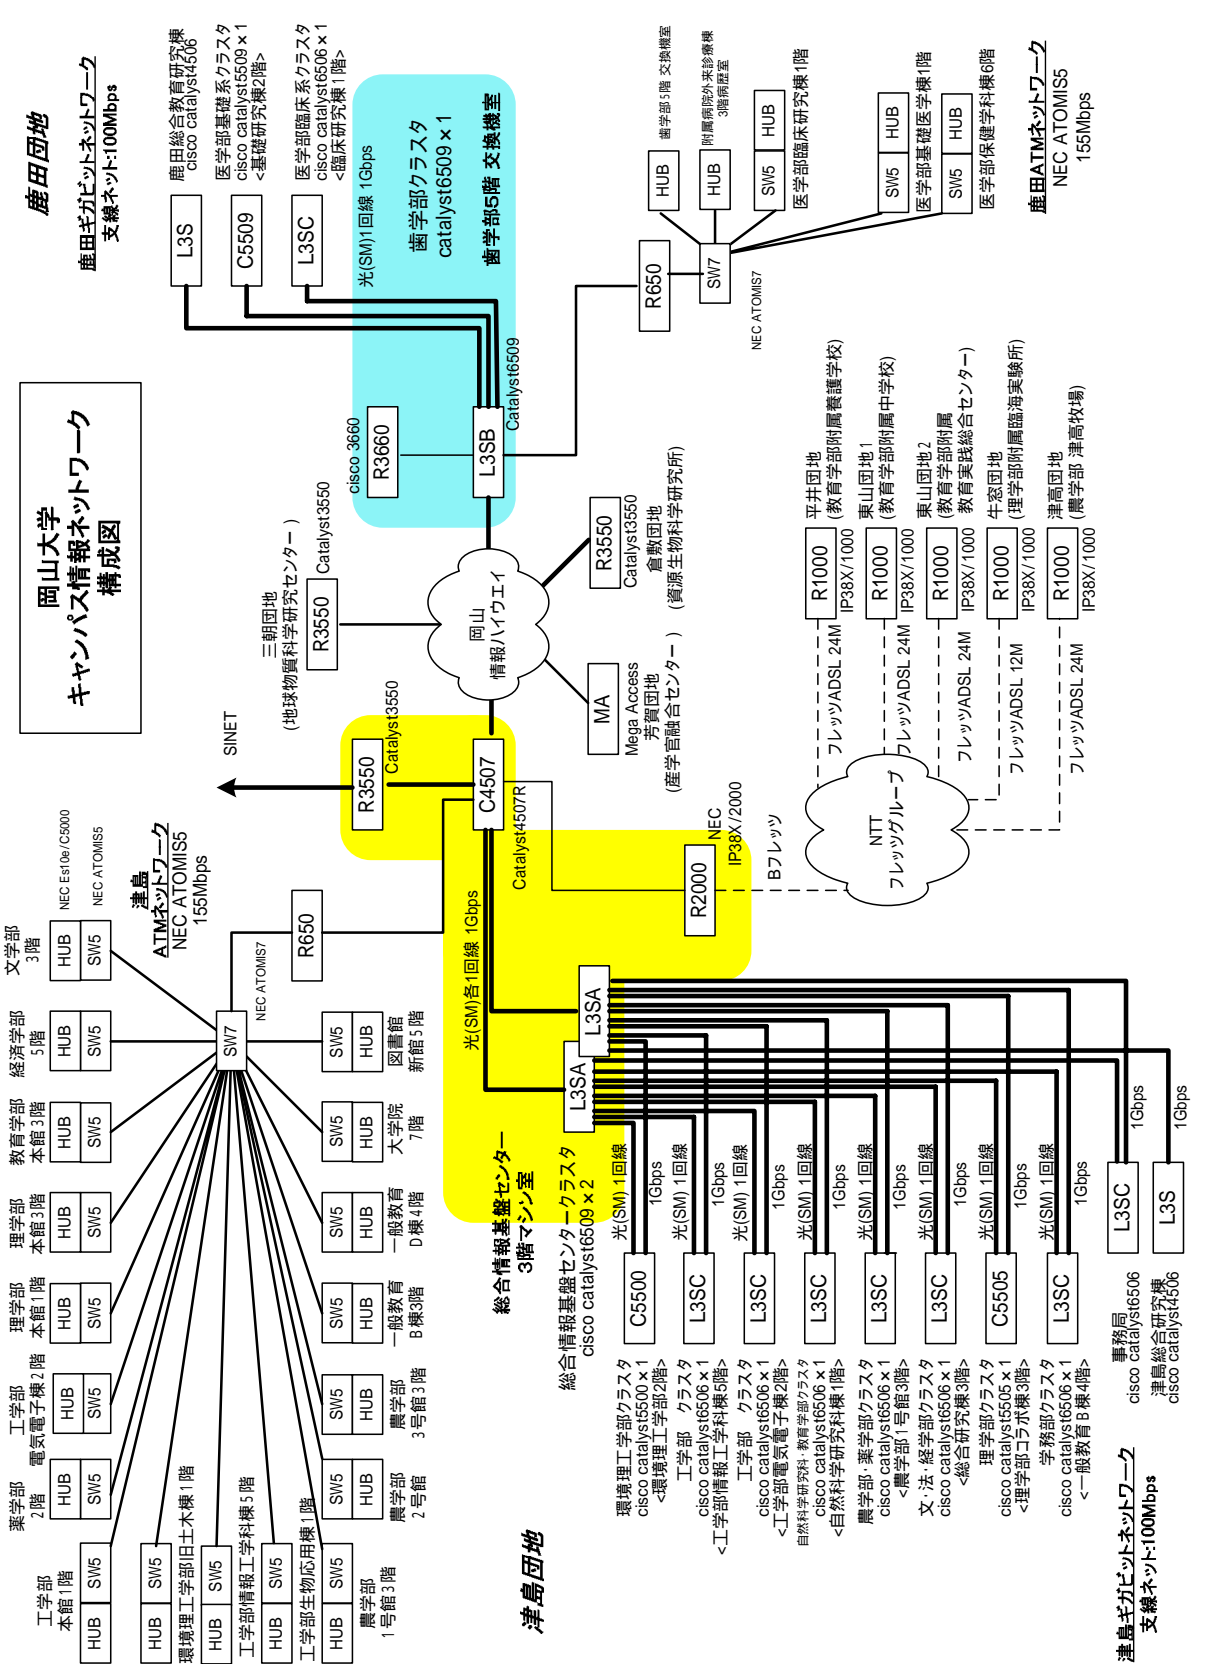 岡山大学
キャンパス情報ネットワーク
構成図
鹿田団地
鹿田ギガビットネットワーク
支線ネット:100Mbps
鹿田総合教育研究棟
cisco catalyst4506
L3S
医学部基礎系クラスタ
cisco catalyst5509×1
<基礎研究棟2階>
C5509
医学部臨床系クラスタ
cisco catalyst6506×1
<臨床研究棟1階>
L3SC
光(SM)1回線 1Gbps
歯学部クラスタ
catalyst6509×1
歯学部5階 交換機室
cisco 3660
R3660
L3SB
Catalyst6509
R650
SW7
NEC ATOMIS7
歯学部5階 交換機室
HUB
附属病院外来診療棟
3階病歴室
HUB
SW5 HUB
医学部臨床研究棟1階
SW5 HUB
医学部基礎医学棟1階
SW5 HUB
医学部保健学科棟6階
鹿田ATMネットワーク
NEC ATOMIS5
155Mbps
三朝団地
(地球物質科学研究センター)
R3550
Catalyst3550
岡山
情報ハイウエイ
R3550
Catalyst3550
倉敷団地
(資源生物科学研究所)
MA
Mega Access
芳賀団地
(産学官融合センター)
SINET
R3550
Catalyst3550
C4507
Catalyst4507R
光(SM)各1回線 1Gbps
R2000
NEC
IP38X/2000
Bフレッツ
NTT
フレッツグループ
フレッツADSL 24M
R1000
IP38X/1000
平井団地
(教育学部附属養護学校)
フレッツADSL 24M
R1000
IP38X/1000
東山団地1
(教育学部附属中学校)
フレッツADSL 24M
R1000
IP38X/1000
東山団地2
(教育学部附属
教育実践総合センター)
フレッツADSL 12M
R1000
IP38X/1000
牛窓団地
(理学部附属臨海実験所)
フレッツADSL 24M
R1000
IP38X/1000
津高団地
(農学部 津高牧場)
津島
ATMネットワーク
NEC ATOMIS5
155Mbps
NEC Es10e/C5000
NEC ATOMIS5
R650
NEC ATOMIS7
SW7
文学部
3階
HUB
SW5
経済学部
5階
HUB
SW5
教育学部
本館3階
HUB
SW5
理学部
本館3階
HUB
SW5
理学部
本館1階
HUB
SW5
工学部
電気電子棟2階
HUB
SW5
薬学部
2階
HUB
SW5
工学部
本館1階
HUB SW5
HUB SW5
環境理工学部旧土木棟1階
HUB SW5
工学部情報工学科棟5階
HUB SW5
工学部生物応用棟1階
HUB SW5
農学部
1号館3階
SW5
HUB
農学部
2号館
SW5
HUB
農学部
3号館3階
SW5
HUB
一般教育
B棟3階
SW5
HUB
一般教育
D棟4階
SW5
HUB
大学院
7階
SW5
HUB
図書館
新館5階
総合情報基盤センター
3階マシン室
総合情報基盤センタークラスタ
cisco catalyst6509×2
L3SA
L3SA
津島団地
環境理工学部クラスタ
cisco catalyst5500×1
<環境理工学部2階>
C5500
光(SM) 1回線
1Gbps
工学部 クラスタ
cisco catalyst6506×1
<工学部情報工学科棟5階>
L3SC
光(SM) 1回線
1Gbps
工学部 クラスタ
cisco catalyst6506×1
<工学部電気電子棟2階>
L3SC
光(SM) 1回線
1Gbps
自然科学研究科・教育学部クラスタ
cisco catalyst6506×1
<自然科学研究科棟1階>
L3SC
光(SM) 1回線
1Gbps
農学部・薬学部クラスタ
cisco catalyst6506×1
<農学部1号館3階>
L3SC
光(SM) 1回線
1Gbps
文・法・経学部クラスタ
cisco catalyst6506×1
<総合研究棟3階>
L3SC
光(SM) 1回線
1Gbps
理学部クラスタ
cisco catalyst5505×1
<理学部コラボ棟3階>
C5505
光(SM) 1回線
1Gbps
学務部クラスタ
cisco catalyst6506×1
<一般教育B棟4階>
L3SC
光(SM) 1回線
1Gbps
事務局
cisco catalyst6506
L3SC
1Gbps
津島総合研究棟
cisco catalyst4506
L3S
1Gbps
津島ギガビットネットワーク
支線ネット:100Mbps